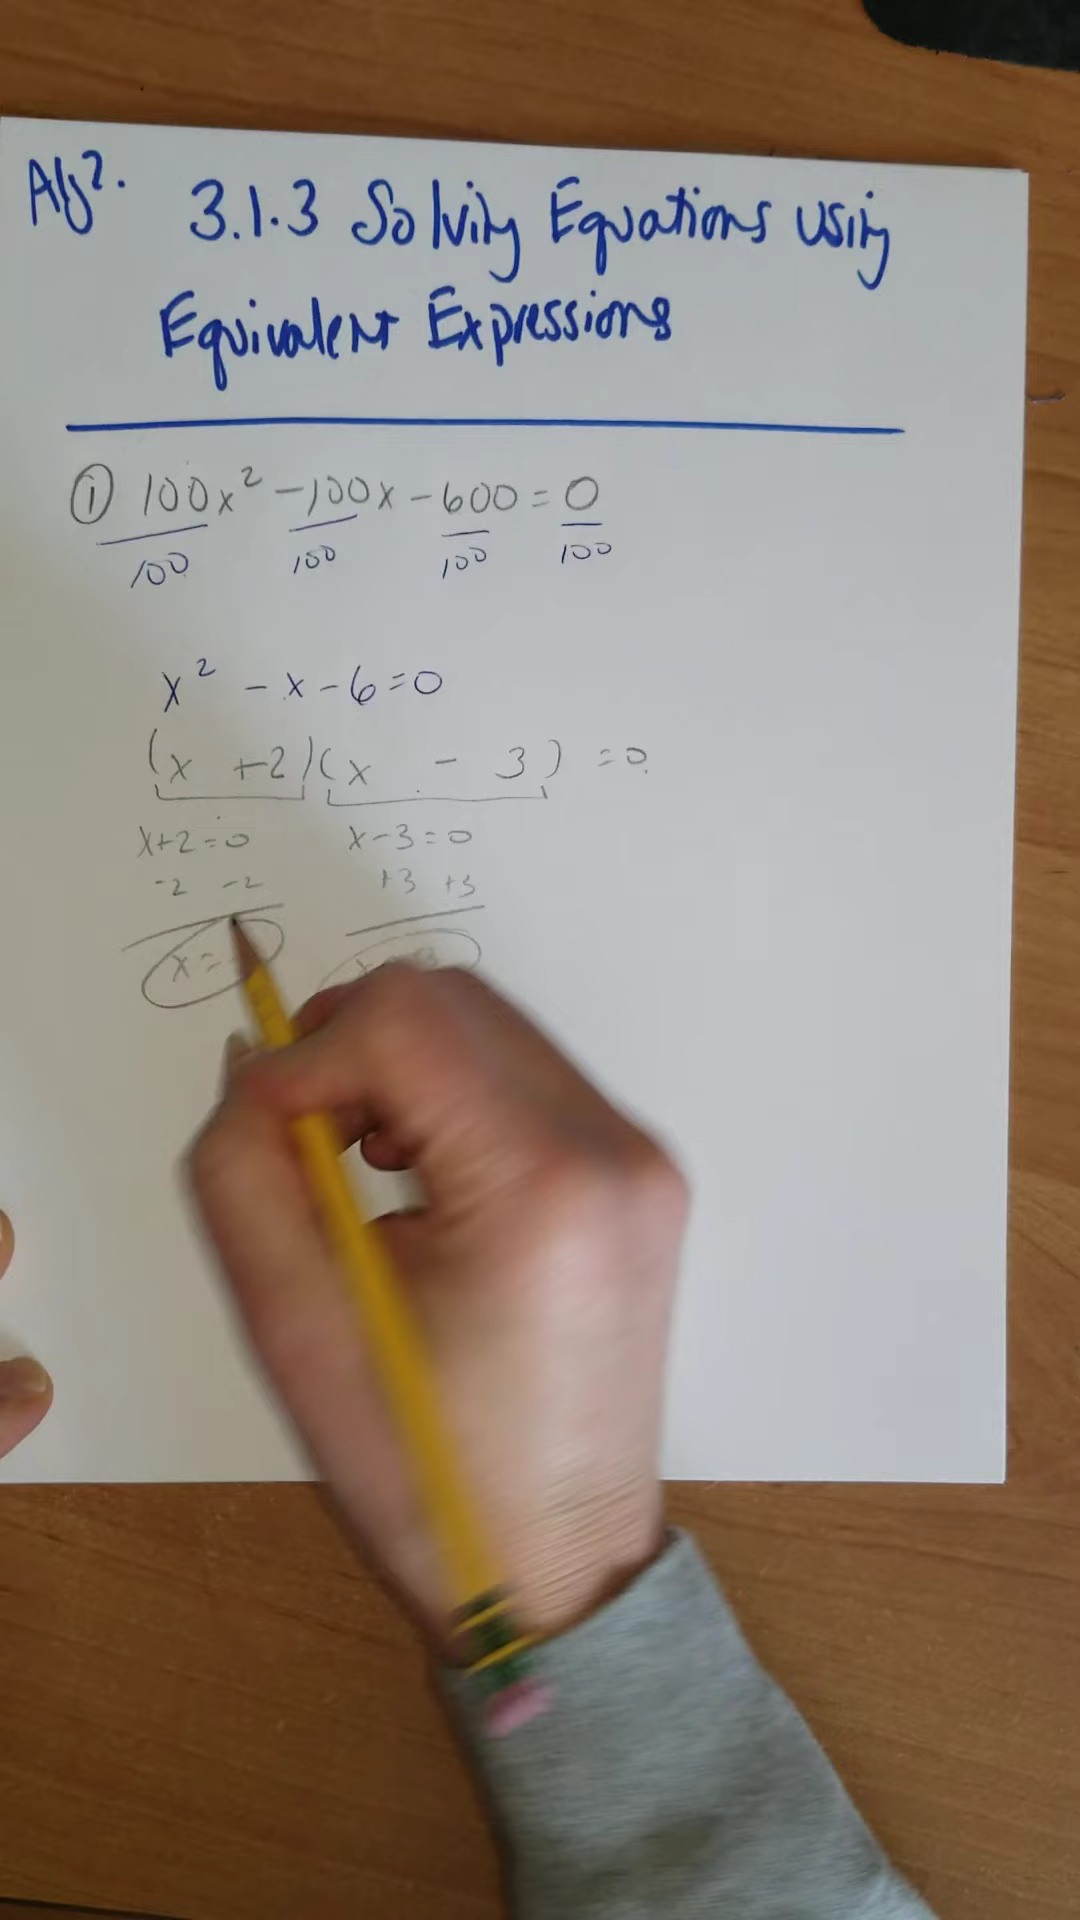 Alg2. 3.1.3 Solving Equations using
Equivalent Expressions
① 100x² - 100x - 600 = 0
100 100 100 100
x² - x - 6 = 0
(x + 2)(x - 3) = 0
x+2=0 x-3=0
-2 -2 +3 +3
x=